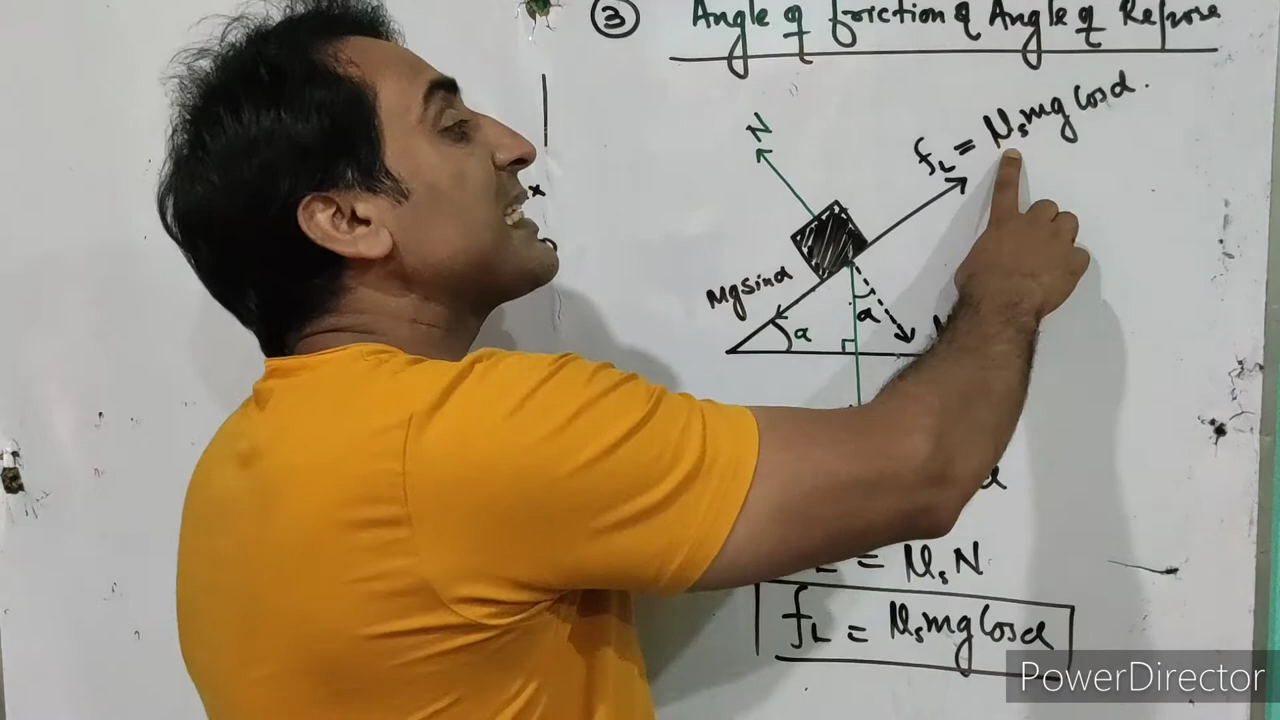 ③ Angle of friction & Angle of Repose
fL = μsmg cosα.
N
Mgsinα
α
α
α
= μsN
fL = μsmg cosα
PowerDirector